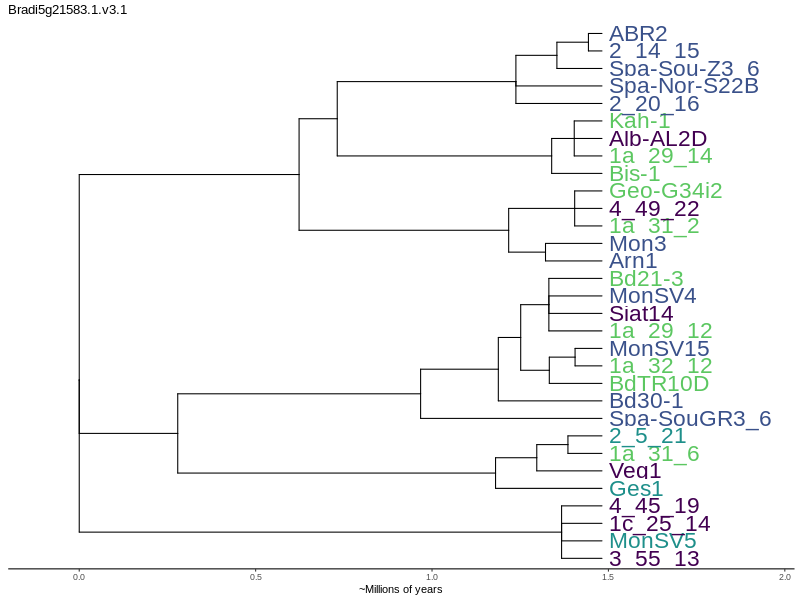 Bradi5g21583.1.v3.1
ABR2
2_14_15
Spa-Sou-Z3_6
Spa-Nor-S22B
2_20_16
Kah-1
Alb-AL2D
1a_29_14
Bis-1
Geo-G34i2
4_49_22
1a_31_2
Mon3
Arn1
Bd21-3
MonSV4
Siat14
1a_29_12
MonSV15
1a_32_12
BdTR10D
Bd30-1
Spa-SouGR3_6
2_5_21
1a_31_6
Veg1
Ges1
4_45_19
1c_25_14
MonSV5
3_55_13
0.0 0.5 1.0 1.5 2.0
~Millions of years